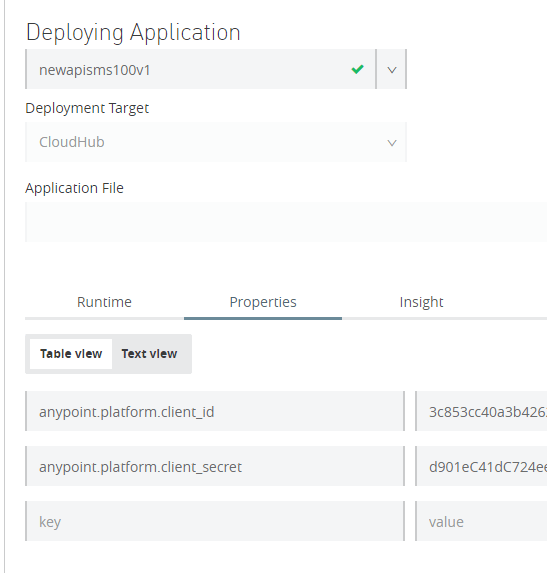 Deploying Application
newapisms100v1
Deployment Target
CloudHub
Application File
Runtime Properties Insight
Table view Text view
anypoint.platform.client_id 3c853cc40a3b426
anypoint.platform.client_secret d901eC41dC724e
key value